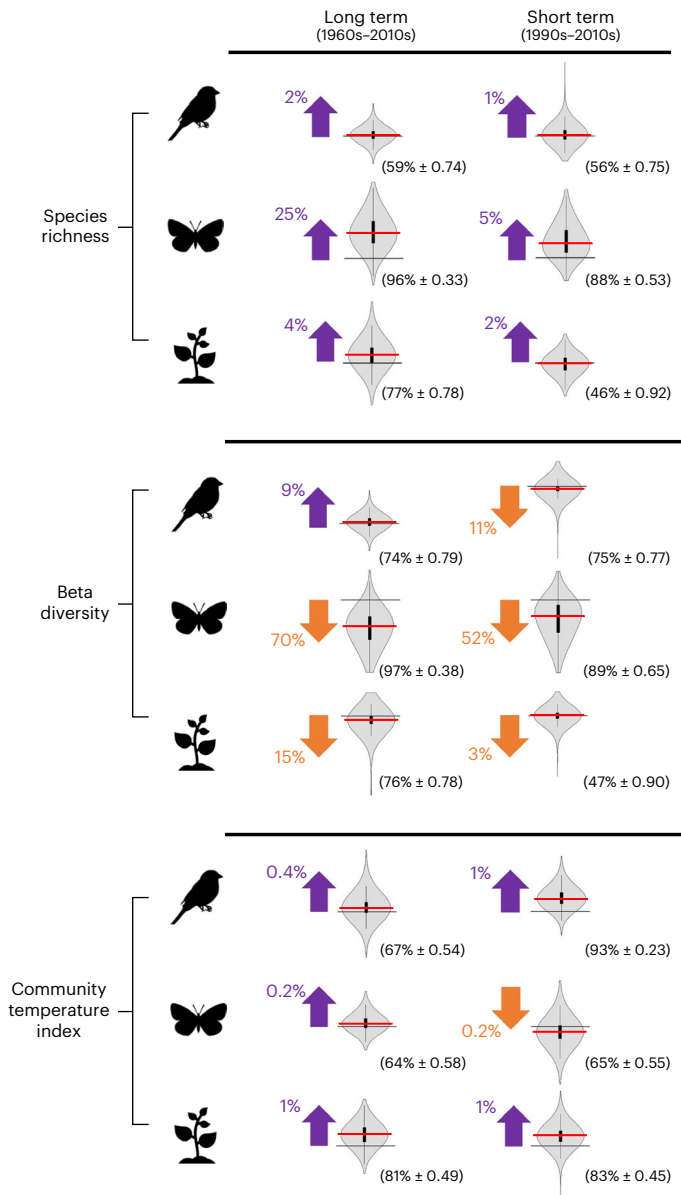 Long term
(1960s–2010s)
Short term
(1990s–2010s)
Species
richness
2%
(59% ± 0.74)
1%
(56% ± 0.75)
25%
(96% ± 0.33)
5%
(88% ± 0.53)
4%
(77% ± 0.78)
2%
(46% ± 0.92)
Beta
diversity
9%
(74% ± 0.79)
11%
(75% ± 0.77)
70%
(97% ± 0.38)
52%
(89% ± 0.65)
15%
(76% ± 0.78)
3%
(47% ± 0.90)
Community
temperature
index
0.4%
(67% ± 0.54)
1%
(93% ± 0.23)
0.2%
(64% ± 0.58)
0.2%
(65% ± 0.55)
1%
(81% ± 0.49)
1%
(83% ± 0.45)